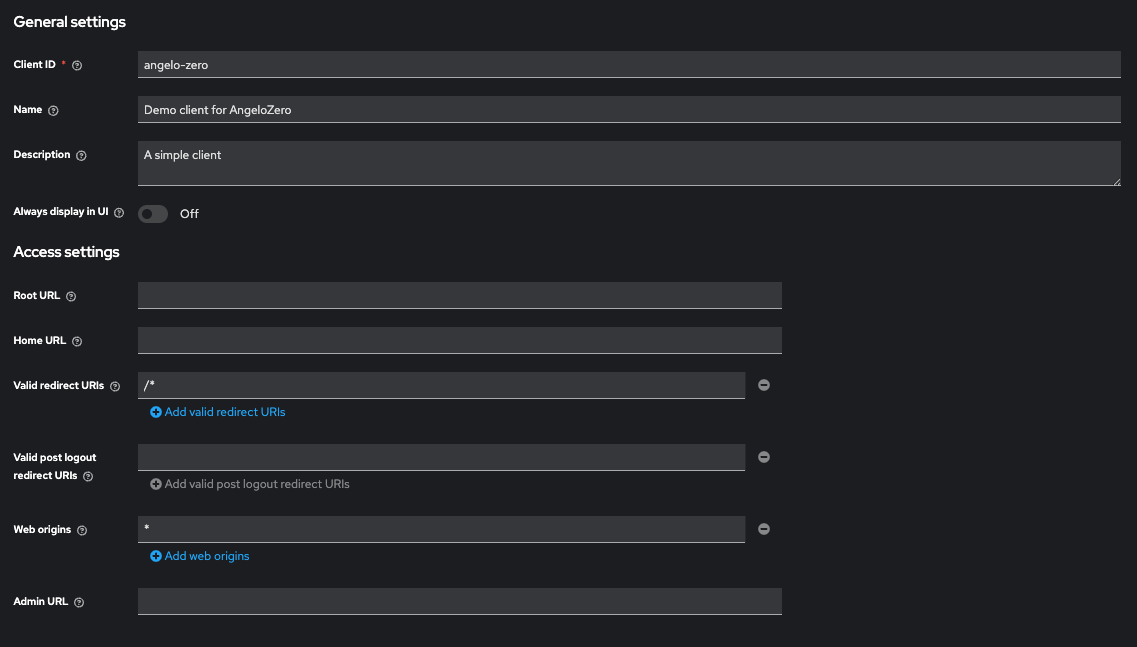 General settings
Client ID *
angelo-zero
Name
Demo client for AngeloZero
Description
A simple client
Always display in UI
Off
Access settings
Root URL
Home URL
Valid redirect URIs
/*
Add valid redirect URIs
Valid post logout
redirect URIs
Add valid post logout redirect URIs
Web origins
*
Add web origins
Admin URL